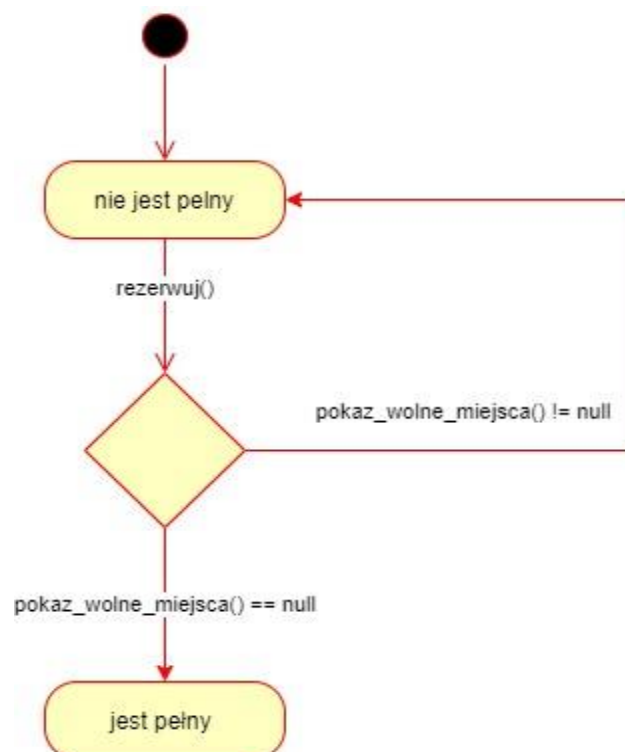 nie jest pelny
rezerwuj()
pokaz_wolne_miejsca() != null
pokaz_wolne_miejsca() == null
jest pełny